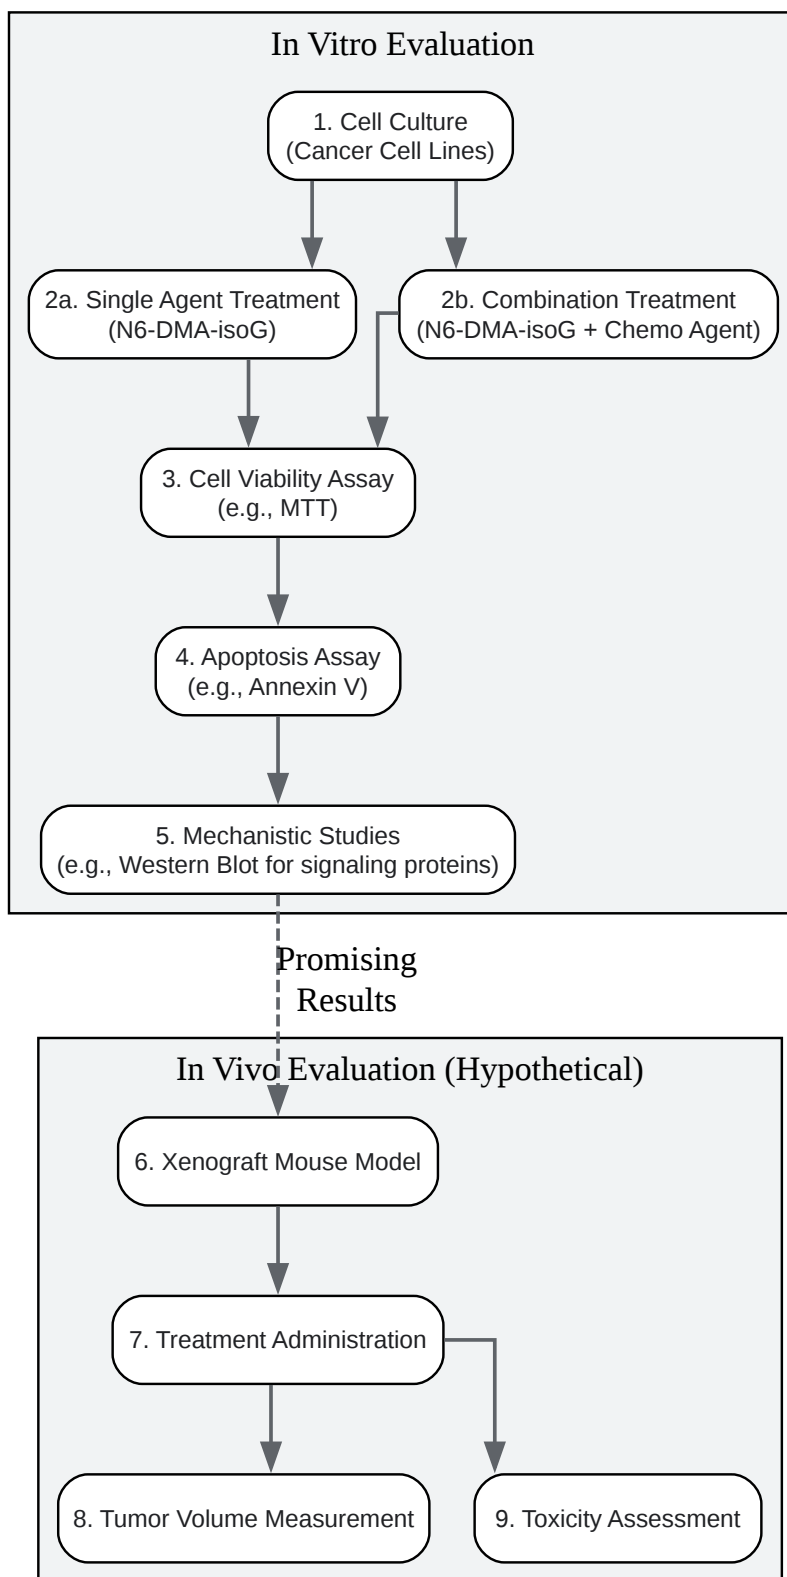 In Vitro Evaluation
1. Cell Culture
(Cancer Cell Lines)
2a. Single Agent Treatment
(N6-DMA-isoG)
2b. Combination Treatment
(N6-DMA-isoG + Chemo Agent)
3. Cell Viability Assay
(e.g., MTT)
4. Apoptosis Assay
(e.g., Annexin V)
5. Mechanistic Studies
(e.g., Western Blot for signaling proteins)
Promising
Results
In Vivo Evaluation (Hypothetical)
6. Xenograft Mouse Model
7. Treatment Administration
8. Tumor Volume Measurement
9. Toxicity Assessment